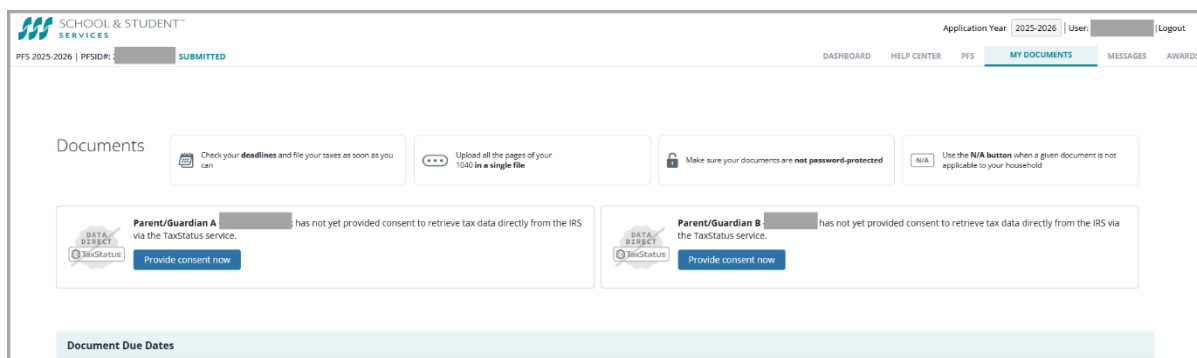 SCHOOL & STUDENT™
SERVICES
Application Year 2025-2026 | User: |Logout
PFS 2025-2026 | PFSID#: SUBMITTED
DASHBOARD HELP CENTER PFS MY DOCUMENTS MESSAGES AWARDS
Documents
Check your deadlines and file your taxes as soon as you
can
Upload all the pages of your
1040 in a single file
Make sure your documents are not password-protected
N/A
Use the N/A button when a given document is not
applicable to your household
DATA
DIRECT
TaxStatus
Parent/Guardian A has not yet provided consent to retrieve tax data directly from the IRS
via the TaxStatus service.
Provide consent now
DATA
DIRECT
TaxStatus
Parent/Guardian B has not yet provided consent to retrieve tax data directly from the IRS via
the TaxStatus service.
Provide consent now
Document Due Dates